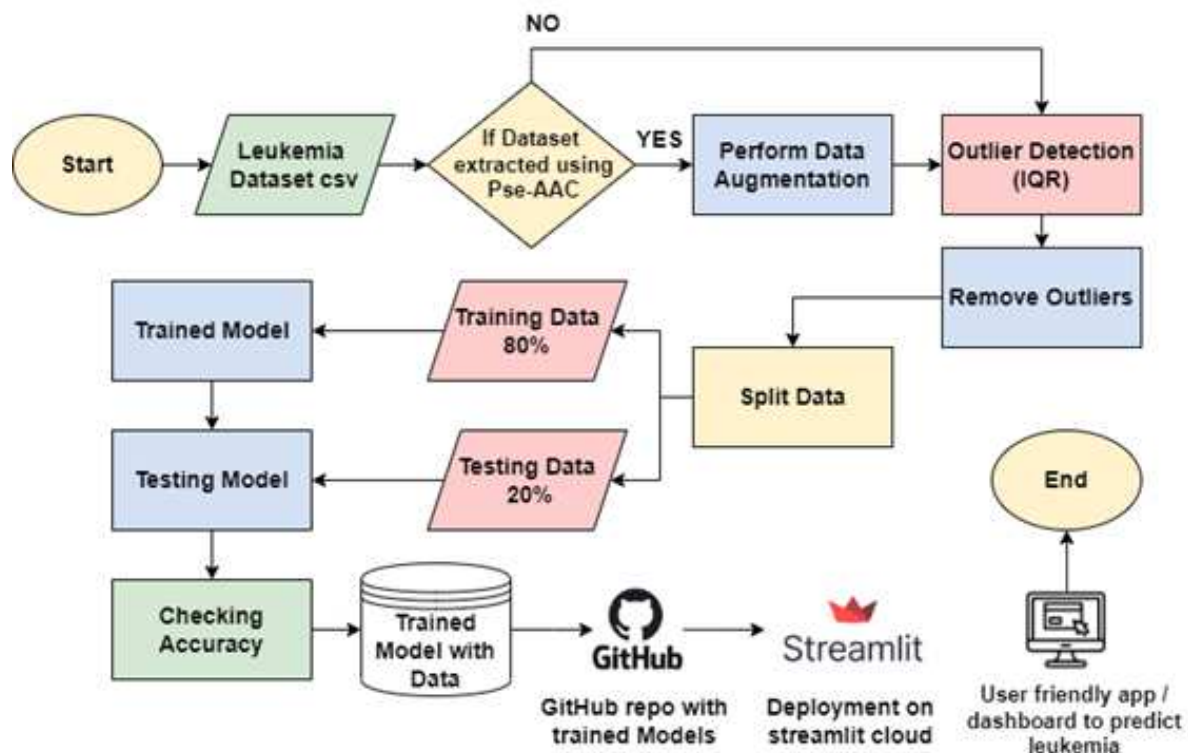 NO
Start
Leukemia
Dataset csv
If Dataset
extracted using
Pse-AAC
YES
Perform Data
Augmentation
Outlier Detection
(IQR)
Remove Outliers
Trained Model
Training Data
80%
Split Data
Testing Model
Testing Data
20%
End
Checking
Accuracy
Trained
Model with
Data
GitHub
Streamlit
GitHub repo with
trained Models
Deployment on
streamlit cloud
User friendly app /
dashboard to predict
leukemia